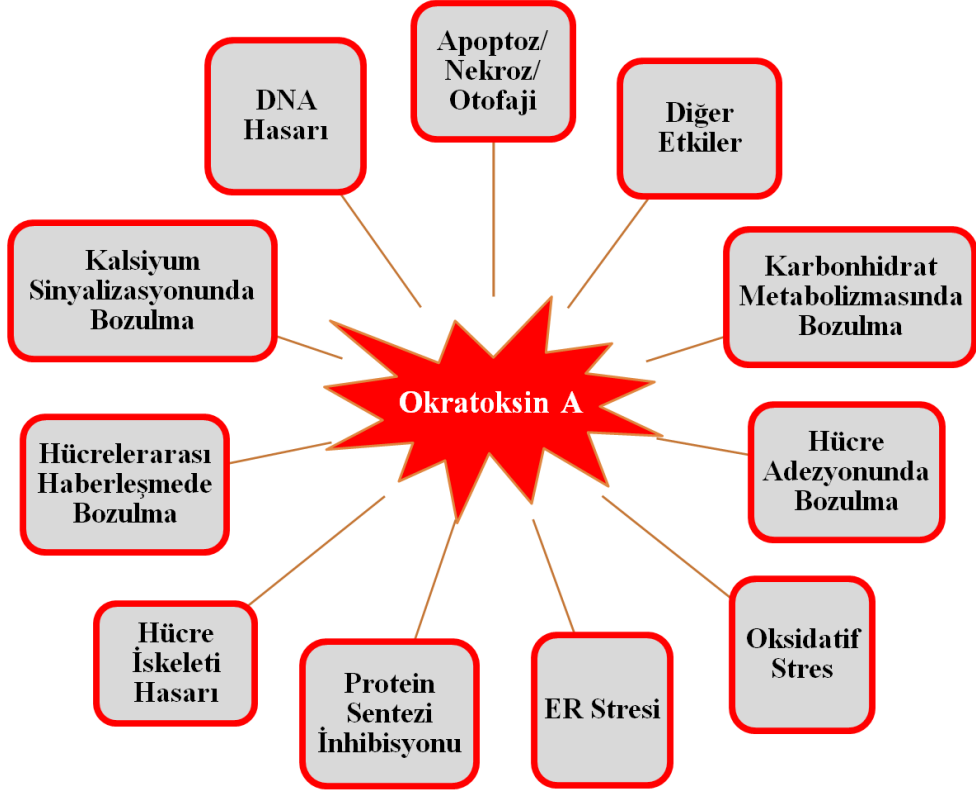 Apoptoz/
Nekroz/
Otofaji
DNA
Hasarı
Diğer
Etkiler
Kalsiyum
Sinyalizasyonunda
Bozulma
Karbonhidrat
Metabolizmasında
Bozulma
Okratoksin A
Hücrelerarası
Haberleşmede
Bozulma
Hücre
Adezyonunda
Bozulma
Hücre
İskeleti
Hasarı
Protein
Sentezi
İnhibisyonu
ER Stresi
Oksidatif
Stres